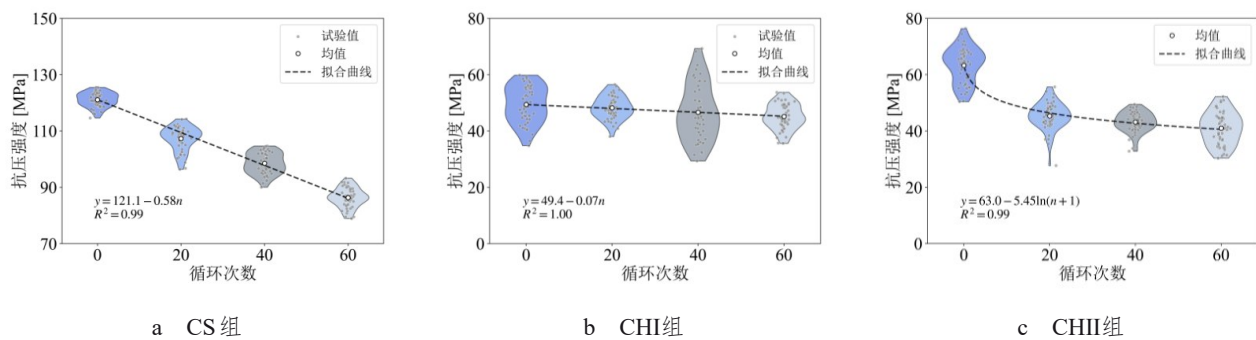 150
130
110
90
70
抗压强度 [MPa]
试验值
均值
拟合曲线
y=121.1−0.58n
R²=0.99
0 20 40 60
循环次数
a CS组
80
60
40
20
0
抗压强度 [MPa]
试验值
均值
拟合曲线
y=49.4−0.07n
R²=1.00
0 20 40 60
循环次数
b CHI组
80
60
40
20
0
抗压强度 [MPa]
均值
拟合曲线
y=63.0−5.45ln(n+1)
R²=0.99
0 20 40 60
循环次数
c CHII组